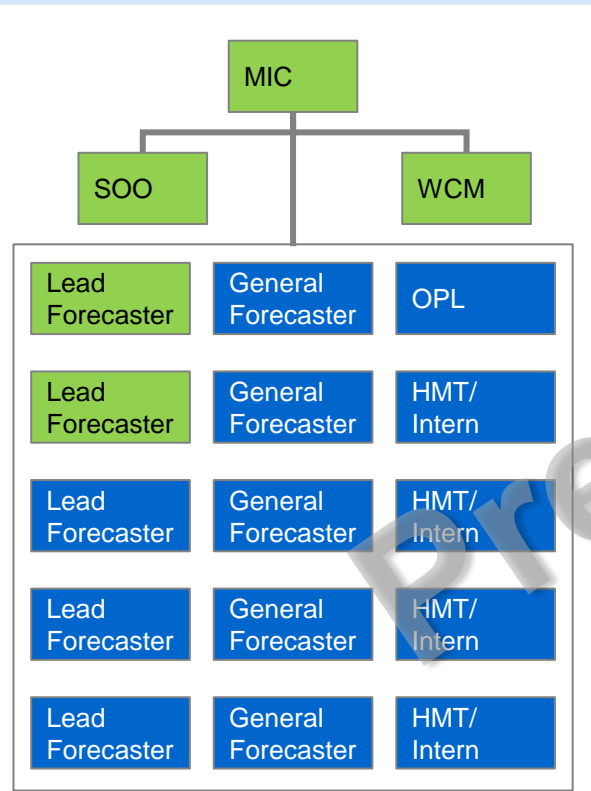 MIC
SOO
WCM
Lead
Forecaster
General
Forecaster
OPL
Lead
Forecaster
General
Forecaster
HMT/
Intern
Lead
Forecaster
General
Forecaster
HMT/
Intern
Lead
Forecaster
General
Forecaster
HMT/
Intern
Lead
Forecaster
General
Forecaster
HMT/
Intern
Pre